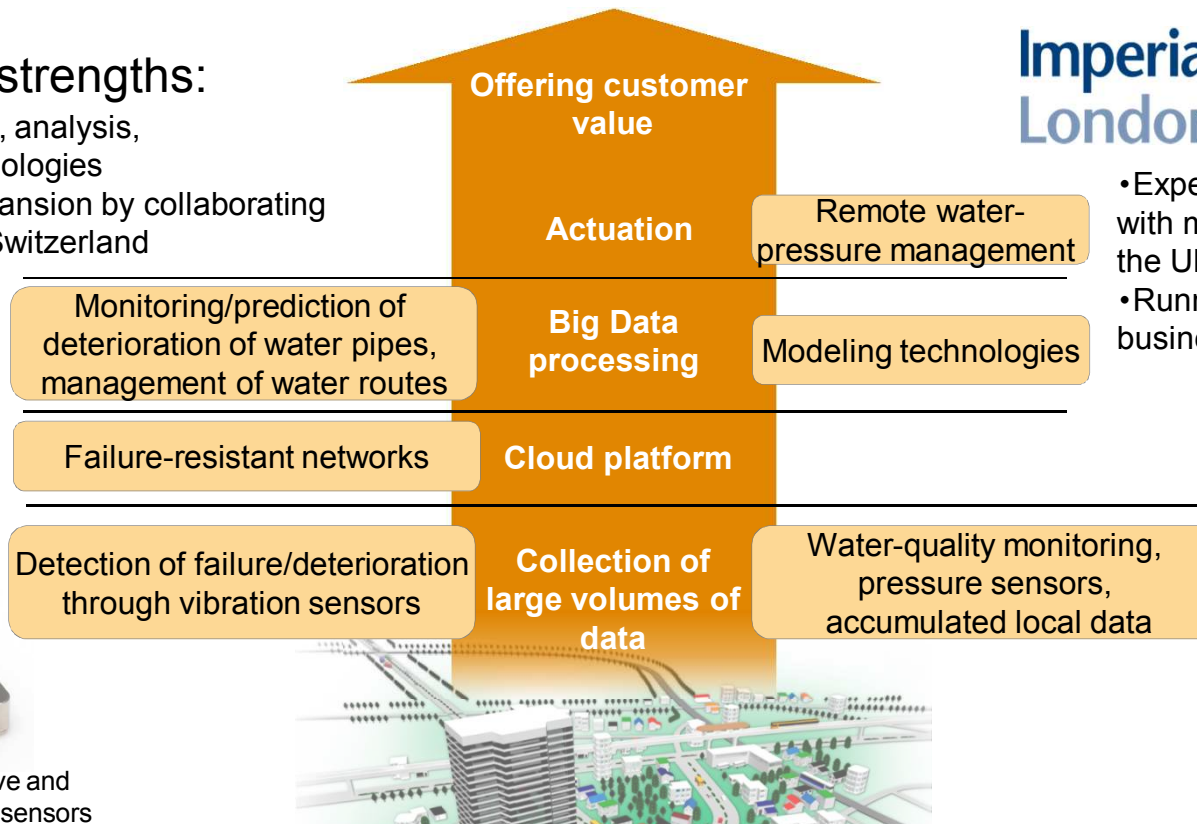 strengths:
, analysis,
ologies
ansion by collaborating
Switzerland
Offering customer
value
Imperia
Londo
•Expe
with m
the U
•Runn
busine
Actuation
Remote water-
pressure management
Monitoring/prediction of
deterioration of water pipes,
management of water routes
Big Data
processing
Modeling technologies
Failure-resistant networks
Cloud platform
Detection of failure/deterioration
through vibration sensors
Collection of
large volumes of
data
Water-quality monitoring,
pressure sensors,
accumulated local data
ve and
sensors